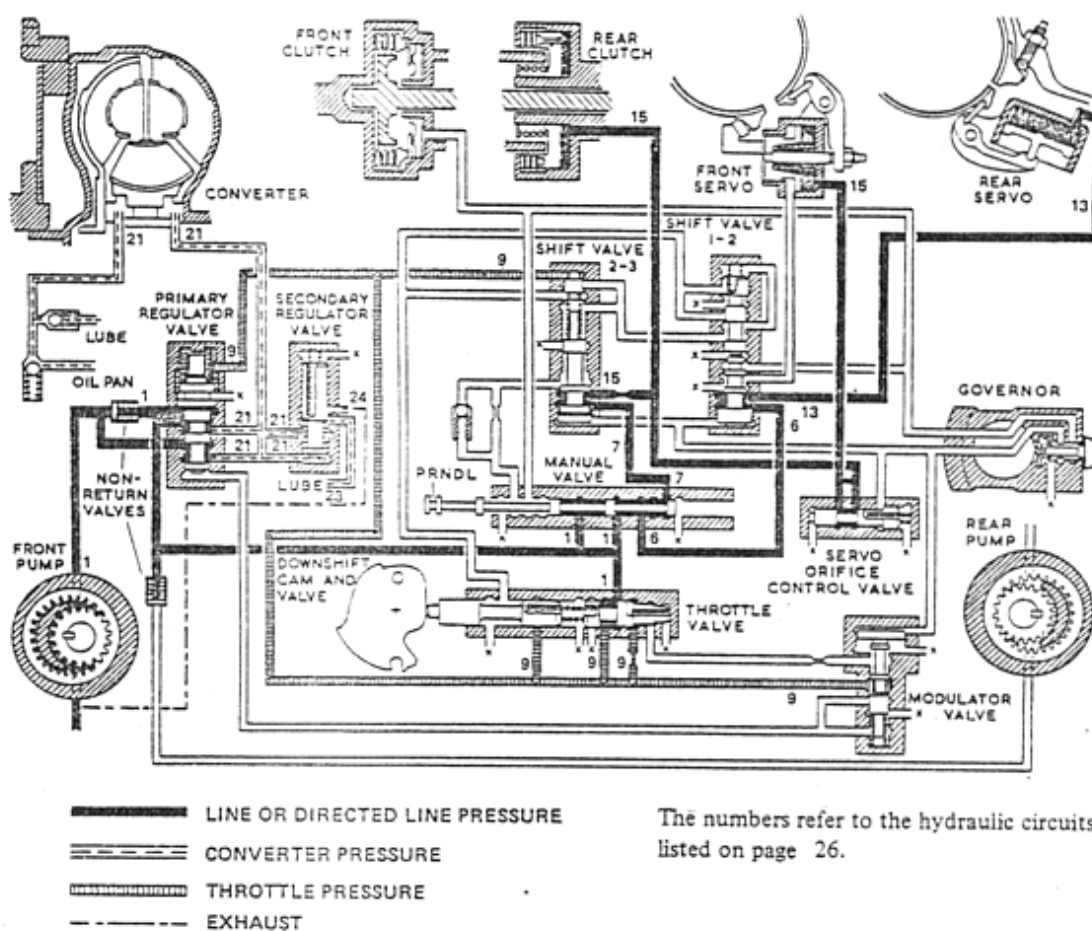 FRONT
CLUTCH
REAR
CLUTCH
15
FRONT
SERVO
15
REAR
SERVO
13
CONVERTER
21
21
SHIFT VALVE
1-2
SHIFT VALVE
2-3
9
PRIMARY
REGULATOR
VALVE
SECONDARY
REGULATOR
VALVE
LUBE
9
x
x
x
x
OIL PAN
1
15
24
GOVERNOR
21
21
21
21
13
6
7
NON-
RETURN
VALVES
LUBE
23
PRNDL
MANUAL
VALVE
7
x
x
x
1
1
6
x
x
x
FRONT
PUMP
1
DOWNSHIFT
CAM AND
VALVE
1
SERVO
ORIFICE
CONTROL VALVE
REAR
PUMP
THROTTLE
VALVE
x
x
x
x
9
9
9
x
9
MODULATOR
VALVE
x
LINE OR DIRECTED LINE PRESSURE
CONVERTER PRESSURE
THROTTLE PRESSURE
EXHAUST
The numbers refer to the hydraulic circuits
listed on page 26.